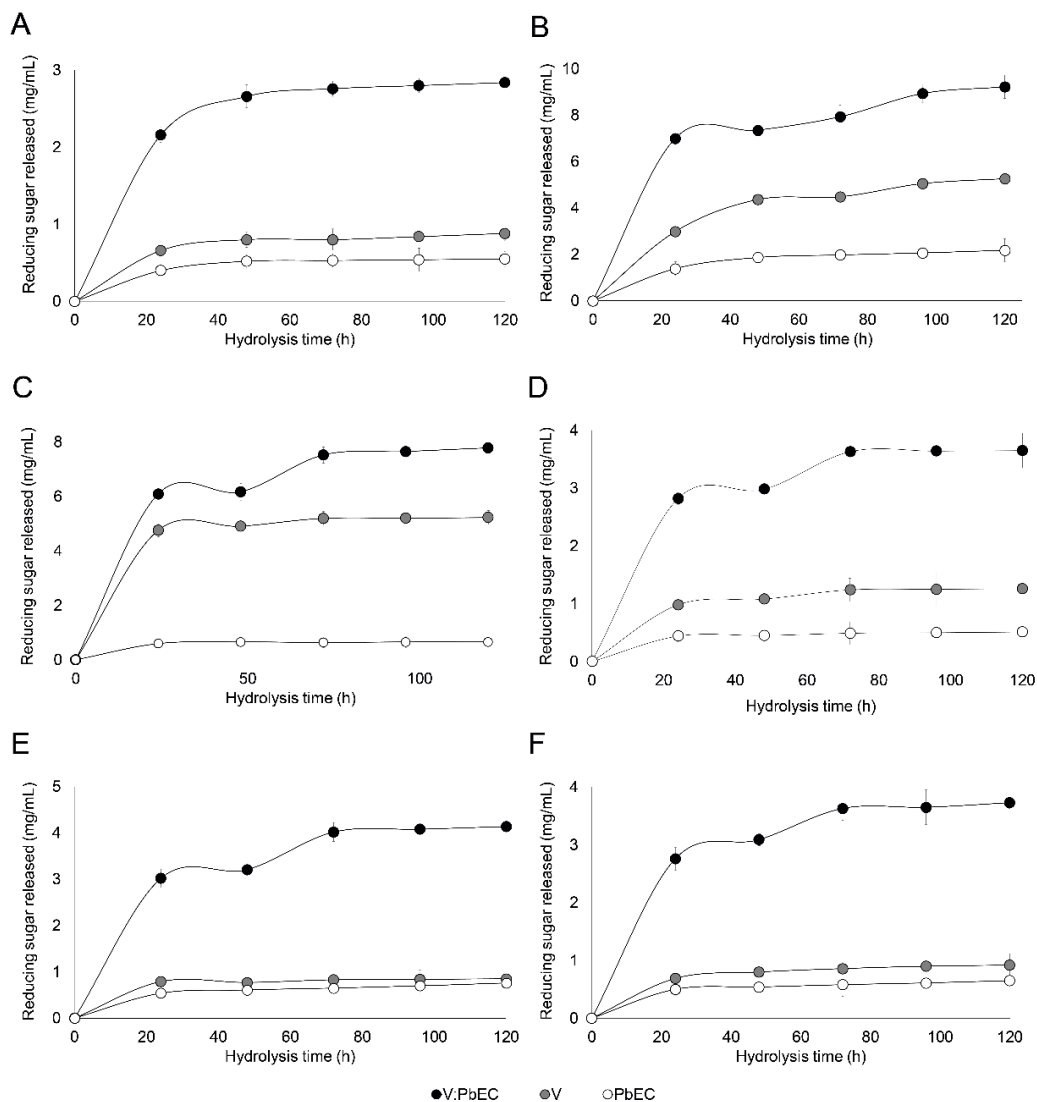 A
Reducing sugar released (mg/mL)
3
2
1
0
0 20 40 60 80 100 120
Hydrolysis time (h)
B
Reducing sugar released (mg/mL)
10
8
6
4
2
0
0 20 40 60 80 100 120
Hydrolysis time (h)
C
Reducing sugar released (mg/mL)
8
6
4
2
0
0 50 100
Hydrolysis time (h)
D
Reducing sugar released (mg/mL)
4
3
2
1
0
0 20 40 60 80 100 120
Hydrolysis time (h)
E
Reducing sugar released (mg/mL)
5
4
3
2
1
0
0 20 40 60 80 100 120
Hydrolysis time (h)
F
Reducing sugar released (mg/mL)
4
3
2
1
0
0 20 40 60 80 100 120
Hydrolysis time (h)
V:PbEC V PbEC